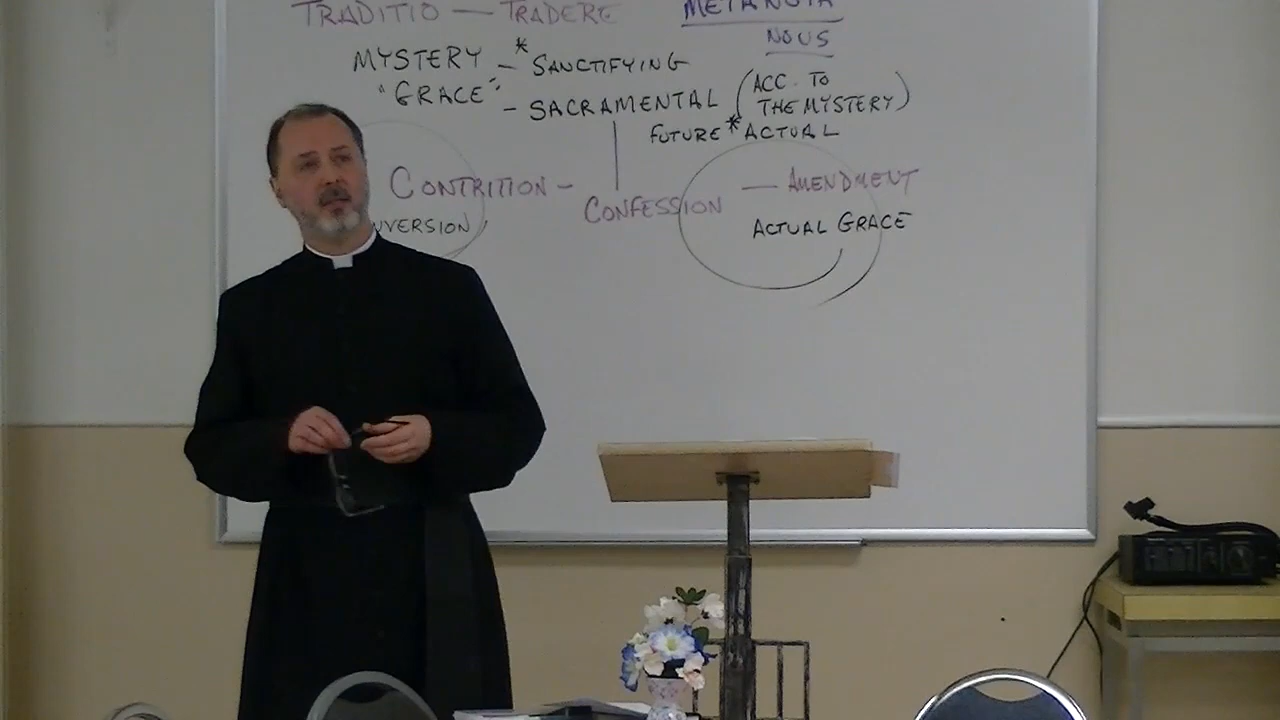 TRADITIO — TRADERE
METANOIA
NOUS
MYSTERY - * SANCTIFYING
"GRACE" - SACRAMENTAL (ACC. TO
THE MYSTERY)
FUTURE * ACTUAL
CONTRITION - CONFESSION — AMENDMENT
VERSION ACTUAL GRACE